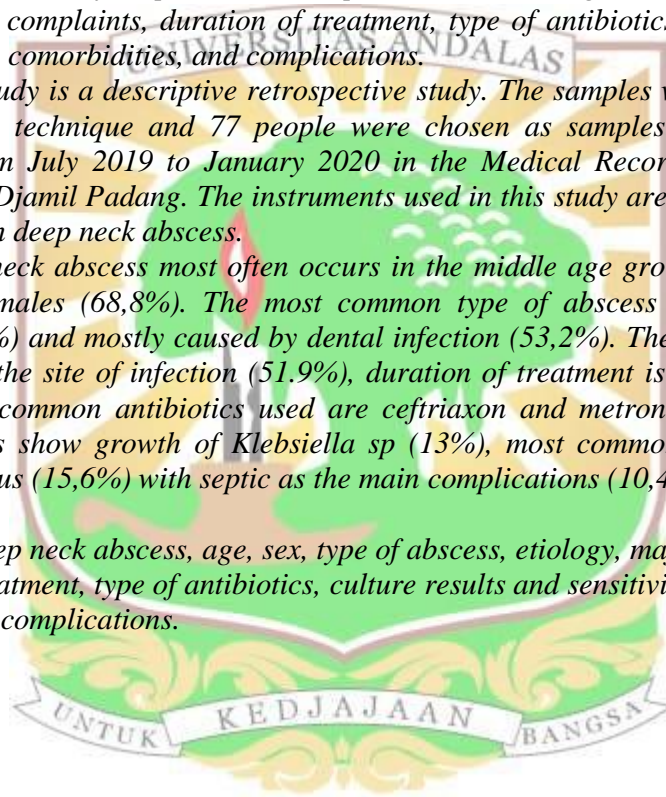 complaints, duration of treatment, type of antibiotics
comorbidities, and complications.
UNIVERSITAS ANDALAS
udy is a descriptive retrospective study. The samples
technique and 77 people were chosen as samples
July 2019 to January 2020 in the Medical Recor
Djamil Padang. The instruments used in this study are
deep neck abscess.
neck abscess most often occurs in the middle age gro
males (68,8%). The most common type of abscess
%) and mostly caused by dental infection (53,2%). The
the site of infection (51.9%), duration of treatment is
common antibiotics used are ceftriaxon and metron
s show growth of Klebsiella sp (13%), most commo
us (15,6%) with septic as the main complications (10,4
ep neck abscess, age, sex, type of abscess, etiology, ma
atment, type of antibiotics, culture results and sensitivi
complications.
UNTUK KEDJAJAAN BANGSA